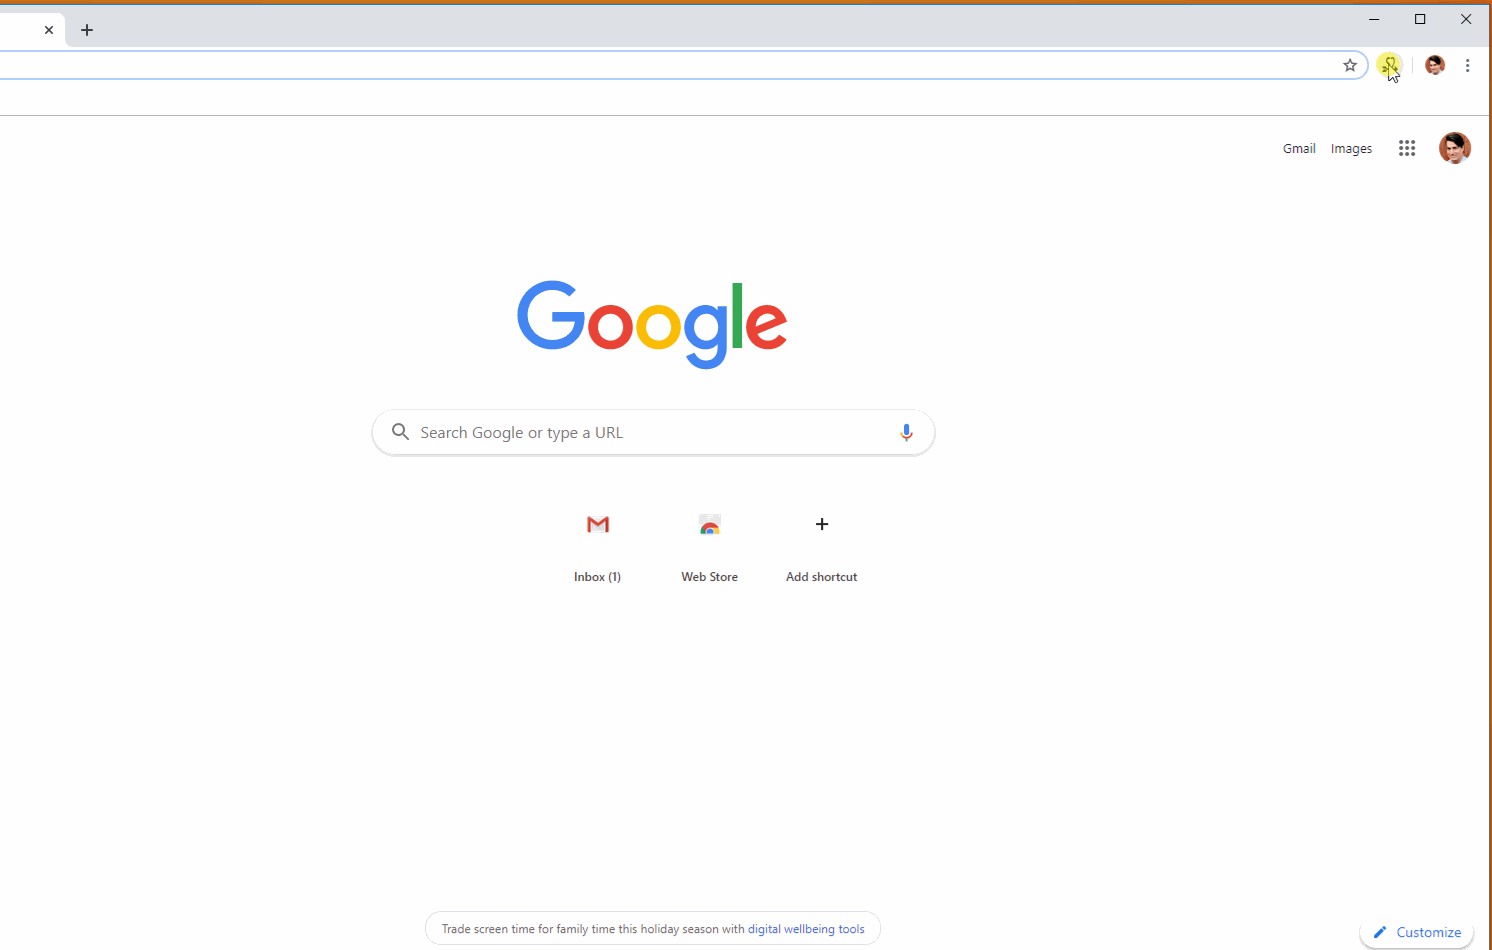 Gmail Images
Google
Search Google or type a URL
Inbox (1) Web Store Add shortcut
Trade screen time for family time this holiday season with digital wellbeing tools
Customize